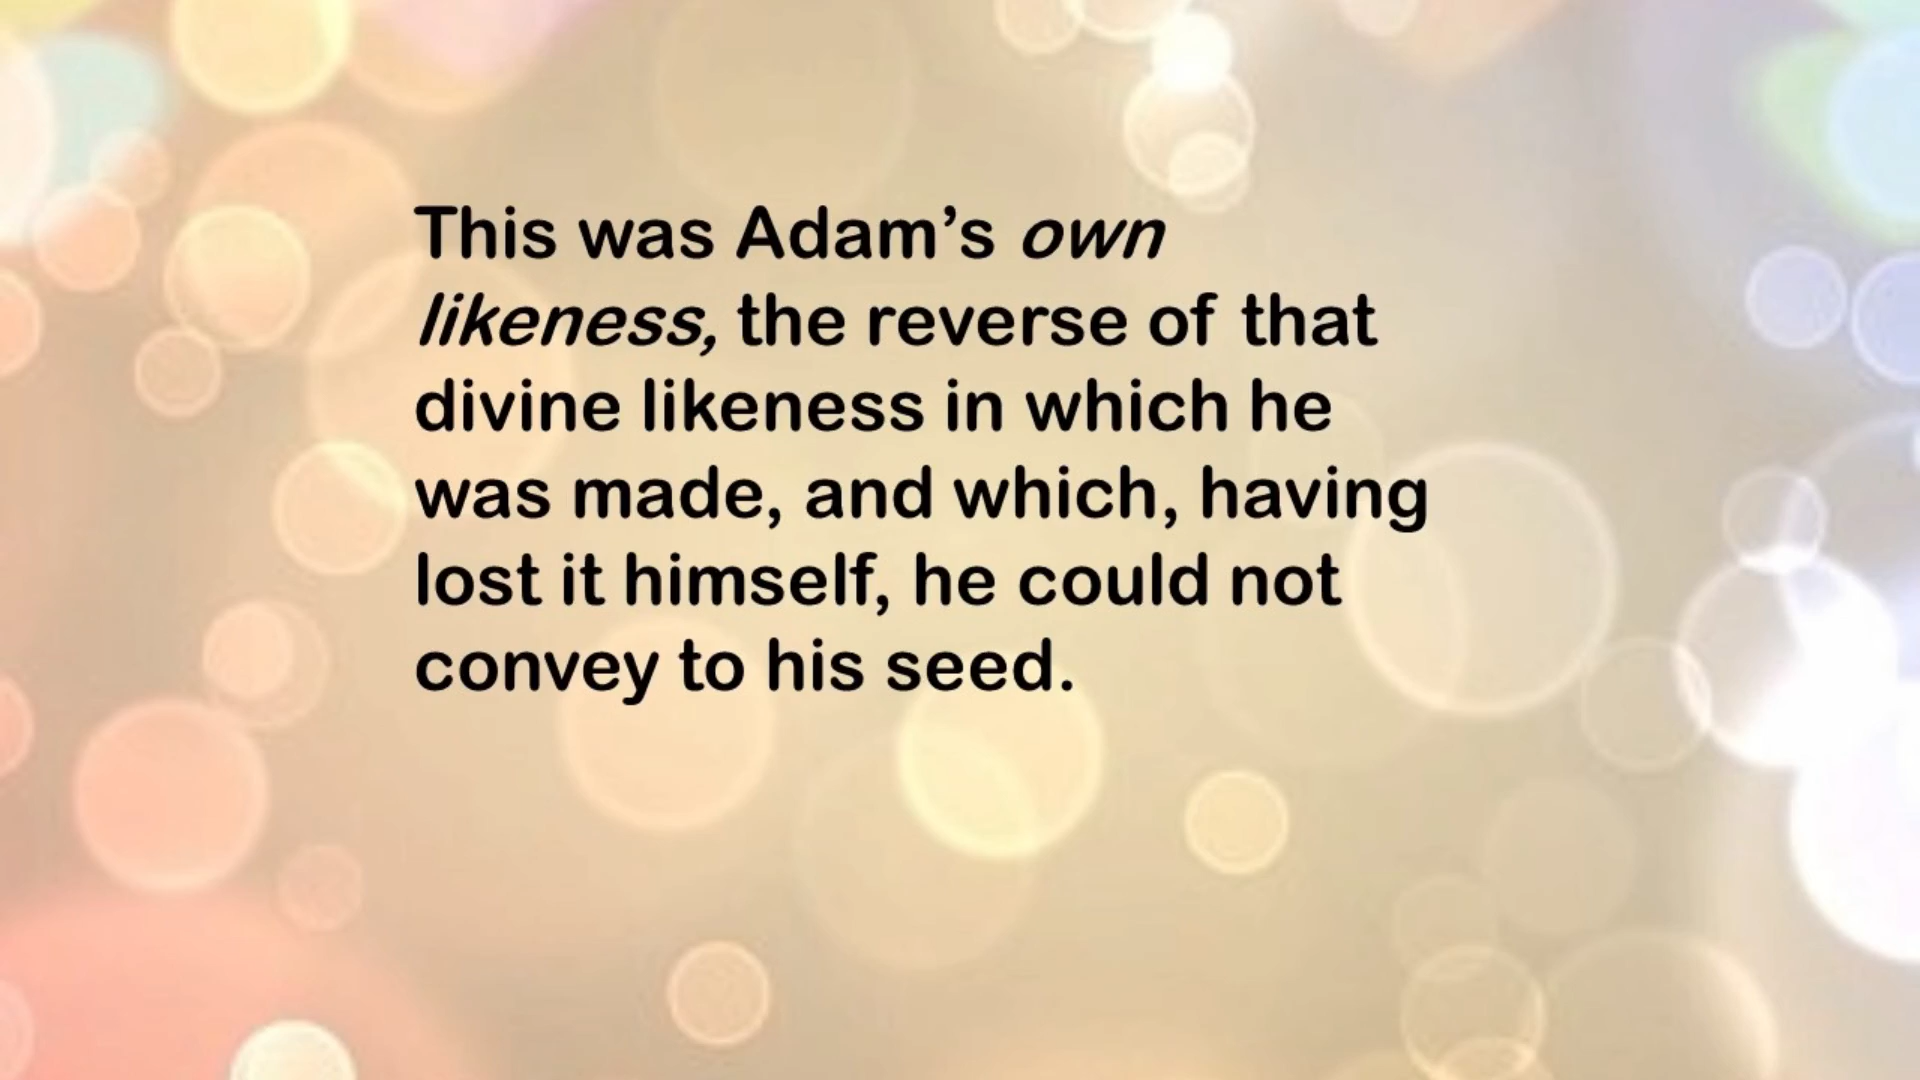 This was Adam’s own
likeness, the reverse of that
divine likeness in which he
was made, and which, having
lost it himself, he could not
convey to his seed.